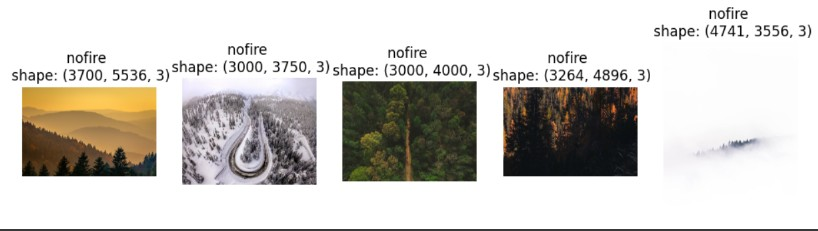 nofire
shape: (3700, 5536, 3)
nofire
shape: (3000, 3750, 3)
nofire
shape: (3000, 4000, 3)
nofire
shape: (3264, 4896, 3)
nofire
shape: (4741, 3556, 3)